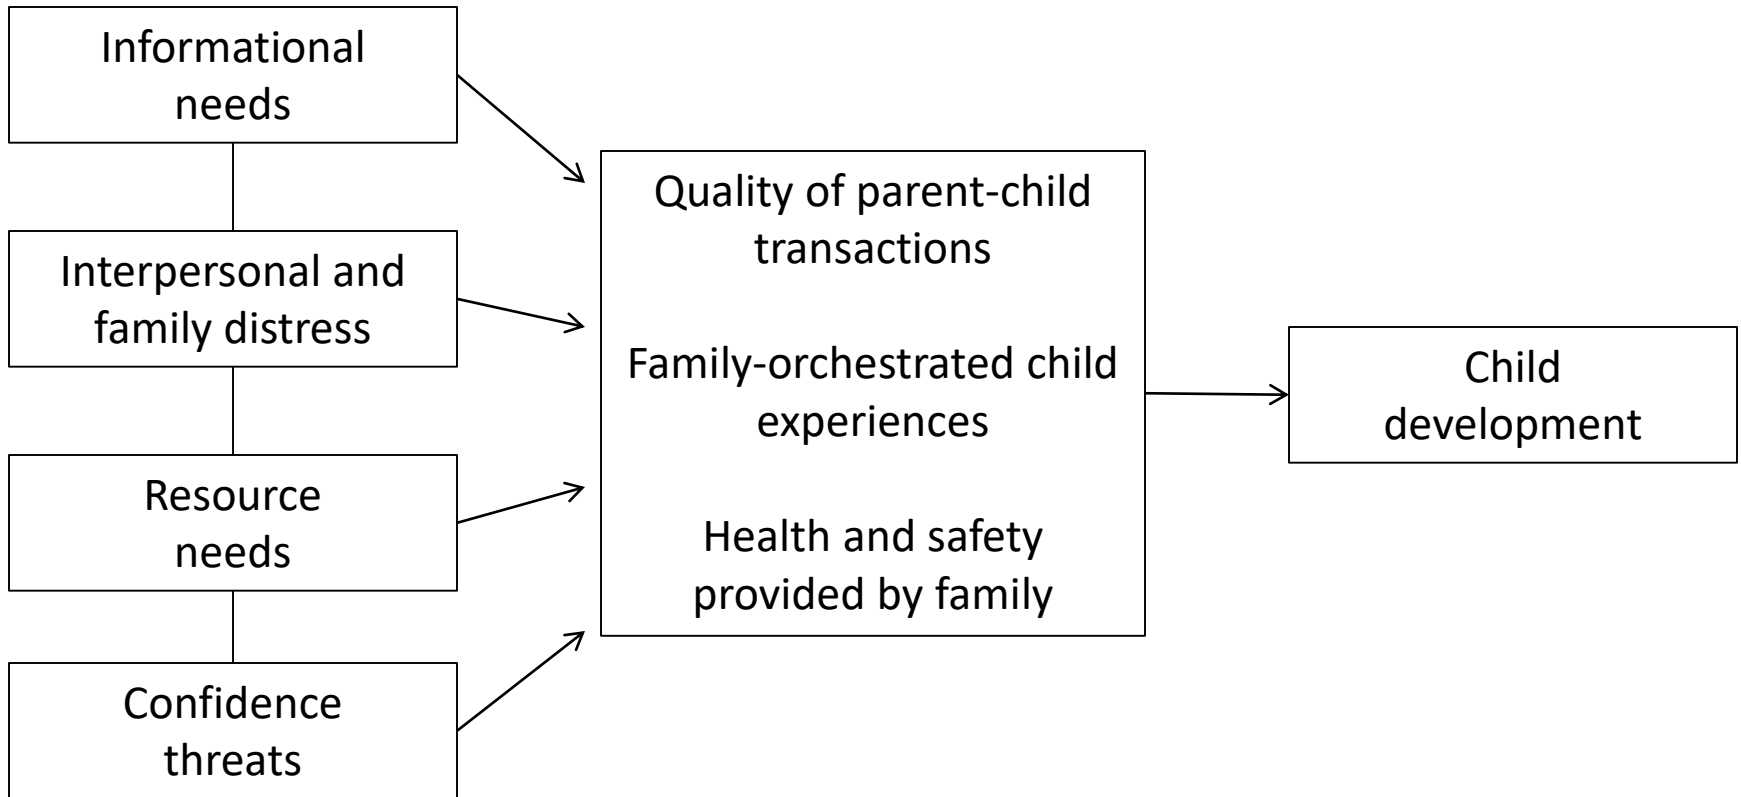 Informational
needs
Interpersonal and
family distress
Resource
needs
Confidence
threats
Quality of parent-child
transactions
Family-orchestrated child
experiences
Health and safety
provided by family
Child
development